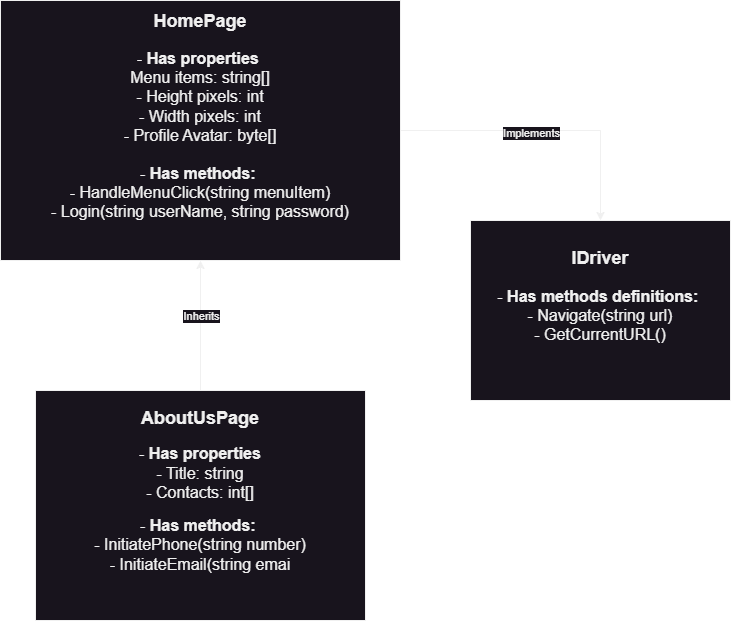 HomePage
- Has properties
Menu items: string[]
- Height pixels: int
- Width pixels: int
- Profile Avatar: byte[]
- Has methods:
- HandleMenuClick(string menuItem)
- Login(string userName, string password)
Implements
IDriver
- Has methods definitions:
- Navigate(string url)
- GetCurrentURL()
Inherits
AboutUsPage
- Has properties
- Title: string
- Contacts: int[]
- Has methods:
- InitiatePhone(string number)
- InitiateEmail(string emai